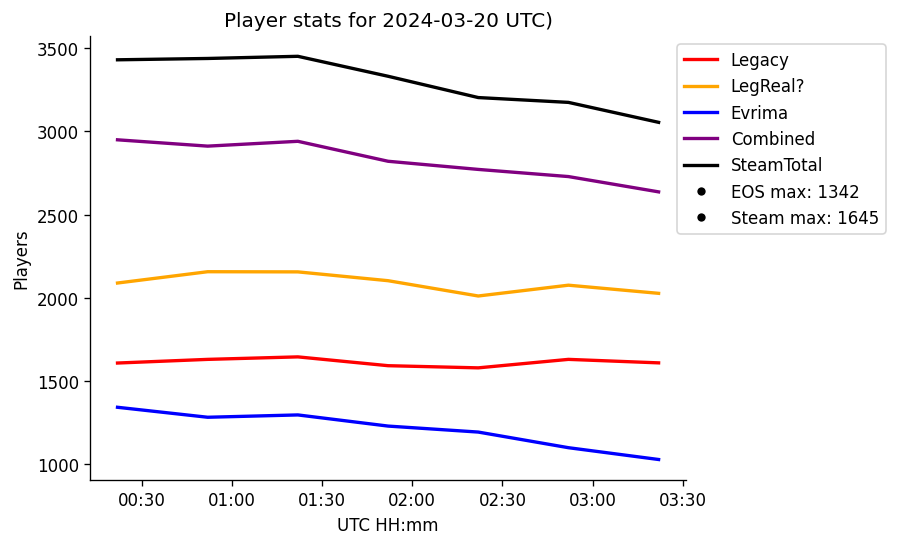 Player stats for 2024-03-20 UTC)
3500
3000
2500
2000
1500
1000
Players
00:30 01:00 01:30 02:00 02:30 03:00 03:30
UTC HH:mm
Legacy
LegReal?
Evrima
Combined
SteamTotal
EOS max: 1342
Steam max: 1645